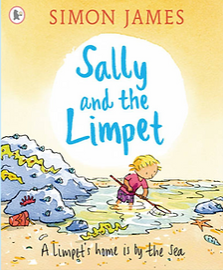 SIMON JAMES
Sally
and the
Limpet
A Limpet's home is by the sea